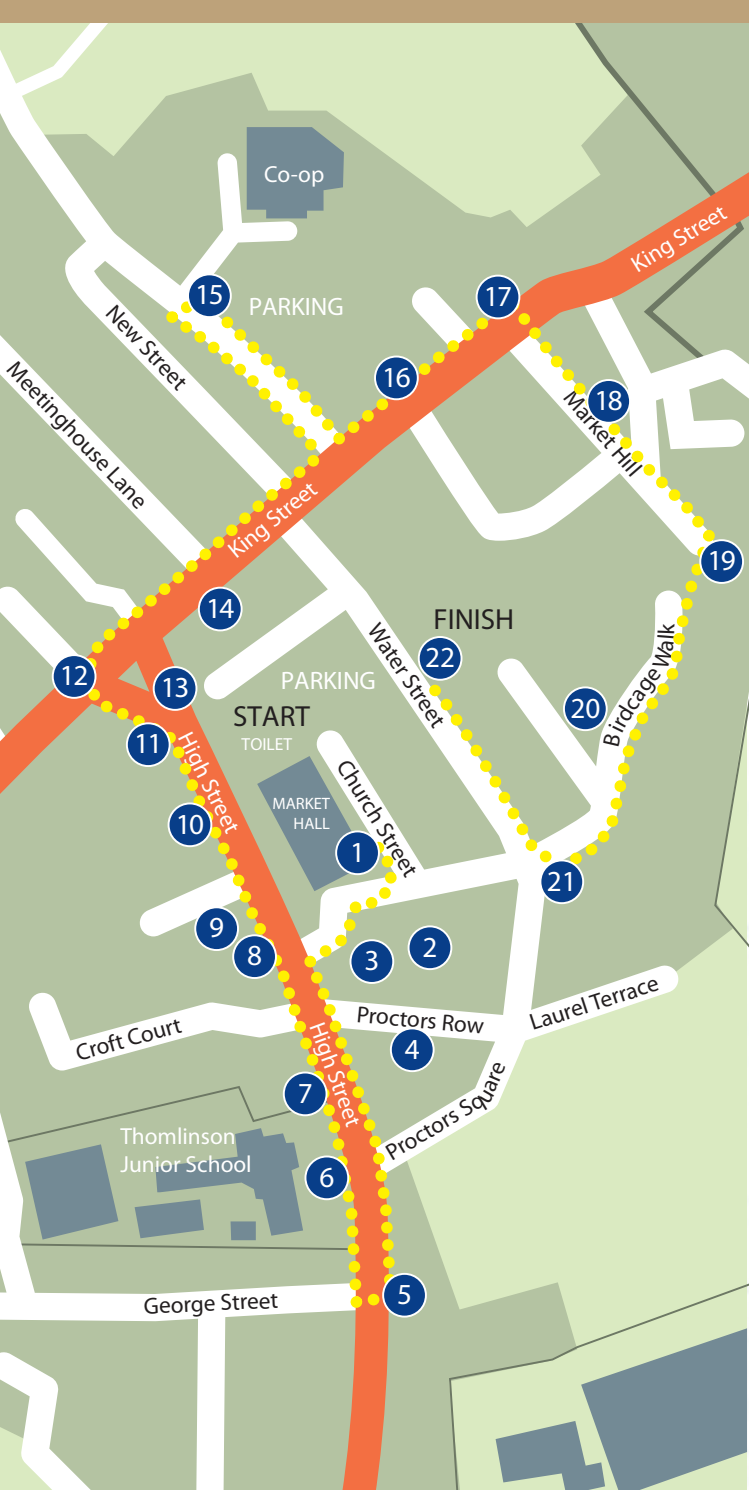 Co-op
King Street
17
15
PARKING
New Street
16
Meetinghouse Lane
18
Market Hill
King Street
19
14
FINISH
Water Street
22
12
PARKING
13
Birdcage Walk
20
START
11
High Street
TOILET
Church Street
MARKET
HALL
10
1
21
9
8
3
2
Proctors Row
Laurel Terrace
Croft Court
High Street
4
7
Proctors Square
Thomlinson
Junior School
6
5
George Street